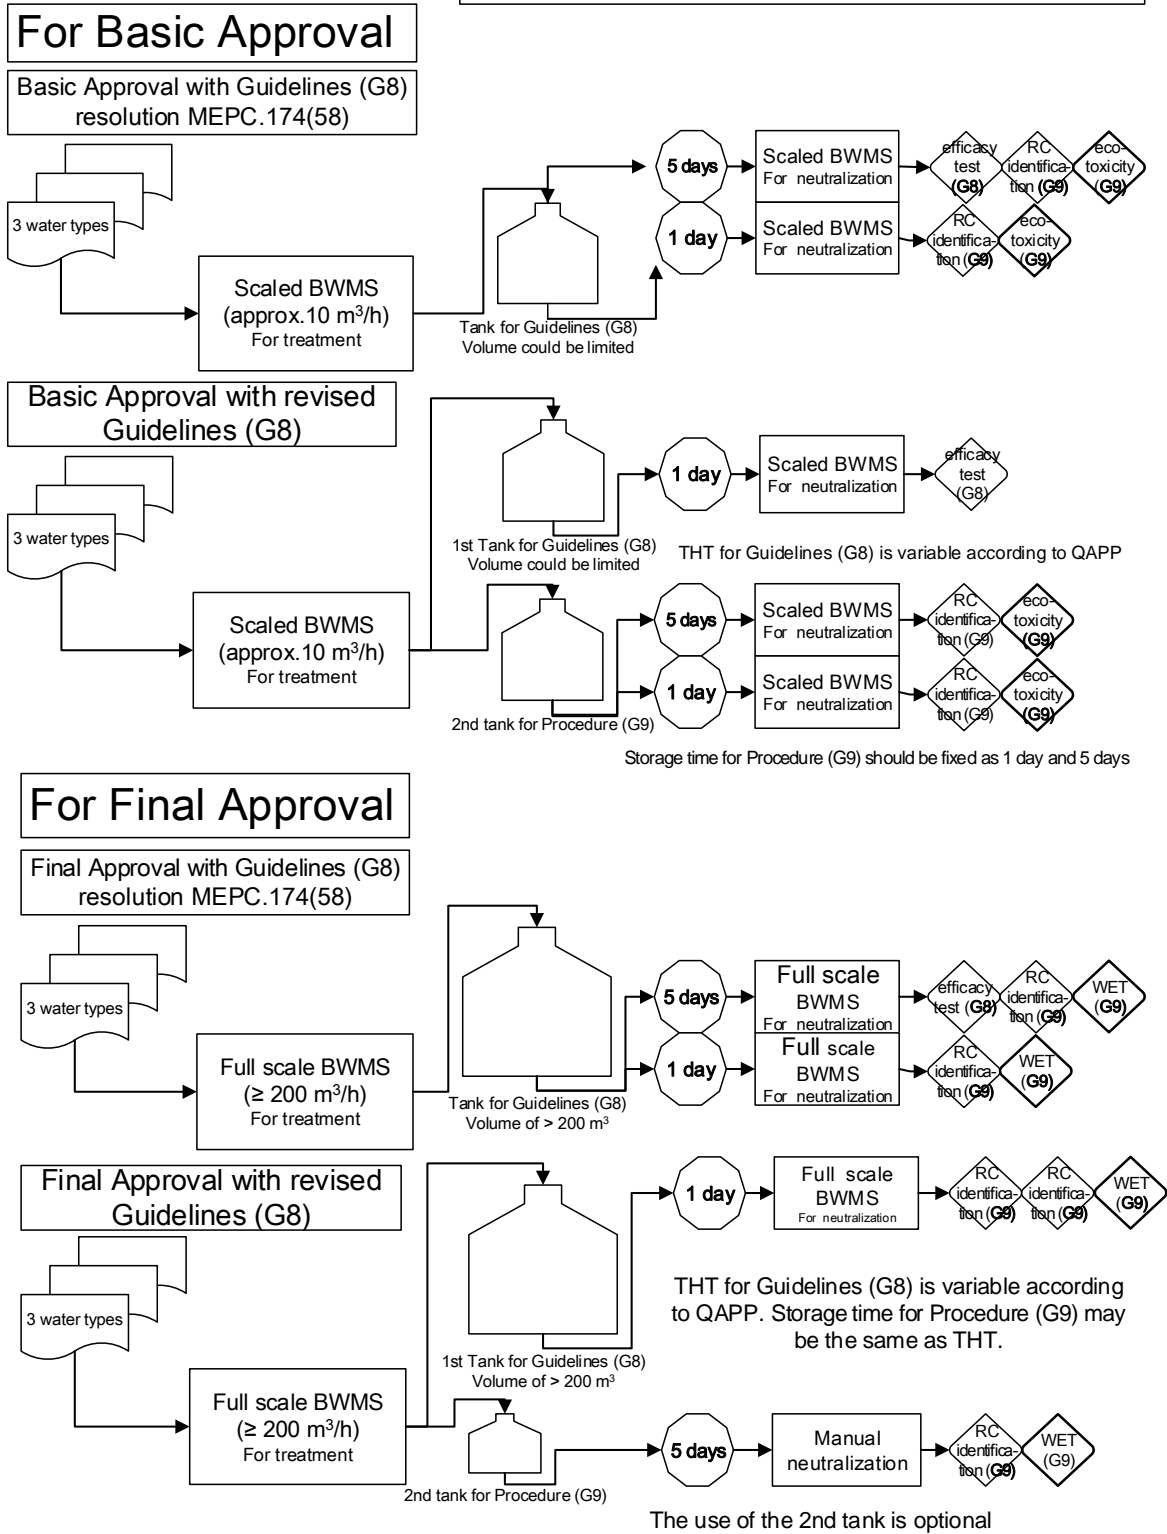 For Basic Approval
Basic Approval with Guidelines (G8)
resolution MEPC.174(58)
3 water types
Scaled BWMS
(approx.10 m³/h)
For treatment
Tank for Guidelines (G8)
Volume could be limited
5 days
Scaled BWMS
For neutralization
efficacy
test
(G8)
RC
identifica-
tion (G9)
eco-
toxicity
(G9)
1 day
Scaled BWMS
For neutralization
RC
identifica-
tion (G9)
eco-
toxicity
(G9)
Basic Approval with revised
Guidelines (G8)
3 water types
Scaled BWMS
(approx.10 m³/h)
For treatment
1st Tank for Guidelines (G8)
Volume could be limited
1 day
Scaled BWMS
For neutralization
efficacy
test
(G8)
THT for Guidelines (G8) is variable according to QAPP
2nd tank for Procedure (G9)
5 days
Scaled BWMS
For neutralization
RC
identifica-
tion (G9)
eco-
toxicity
(G9)
1 day
Scaled BWMS
For neutralization
RC
identifica-
tion (G9)
eco-
toxicity
(G9)
Storage time for Procedure (G9) should be fixed as 1 day and 5 days
For Final Approval
Final Approval with Guidelines (G8)
resolution MEPC.174(58)
3 water types
Full scale BWMS
(≥ 200 m³/h)
For treatment
Tank for Guidelines (G8)
Volume of > 200 m³
5 days
Full scale
BWMS
For neutralization
efficacy
test (G8)
RC
identifica-
tion (G9)
WET
(G9)
1 day
Full scale
BWMS
For neutralization
RC
identifica-
tion (G9)
WET
(G9)
Final Approval with revised
Guidelines (G8)
3 water types
Full scale BWMS
(≥ 200 m³/h)
For treatment
1st Tank for Guidelines (G8)
Volume of > 200 m³
1 day
Full scale
BWMS
For neutralization
RC
identifica-
tion (G9)
RC
identifica-
tion (G9)
WET
(G9)
THT for Guidelines (G8) is variable according
to QAPP. Storage time for Procedure (G9) may
be the same as THT.
2nd tank for Procedure (G9)
5 days
Manual
neutralization
RC
identifica-
tion (G9)
WET
(G9)
The use of the 2nd tank is optional